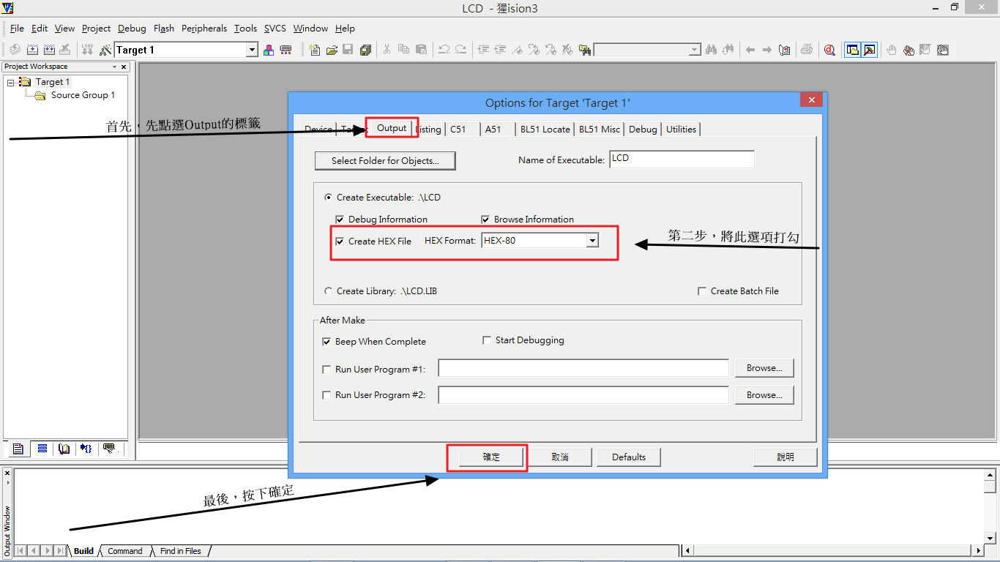 LCD - 猩ision3
File Edit View Project Debug Flash Peripherals Tools SVCS Window Help
LOAD Target 1
Project Workspace
Target 1
Source Group 1
Options for Target 'Target 1'
首先，先點選Output的標籤
Device Target Output Listing C51 A51 BL51 Locate BL51 Misc Debug Utilities
Select Folder for Objects... Name of Executable: LCD
Create Executable: .\LCD
Debug Information Browse Information
Create HEX File HEX Format: HEX-80
第二步，將此選項打勾
Create Library: .\LCD.LIB Create Batch File
After Make
Beep When Complete Start Debugging
Run User Program #1: Browse...
Run User Program #2: Browse...
確定 取消 Defaults 說明
最後，按下確定
Output Window
Build Command Find in Files